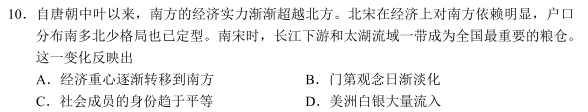 10．自唐朝中叶以来，南方的经济实力渐渐超越北方。北宋在经济上对南方依赖明显，户口
分布南多北少格局也已定型。南宋时，长江下游和太湖流域一带成为全国最重要的粮仓。
这一变化反映出
A．经济重心逐渐转移到南方 B．门第观念日渐淡化
C．社会成员的身份趋于平等 D．美洲白银大量流入